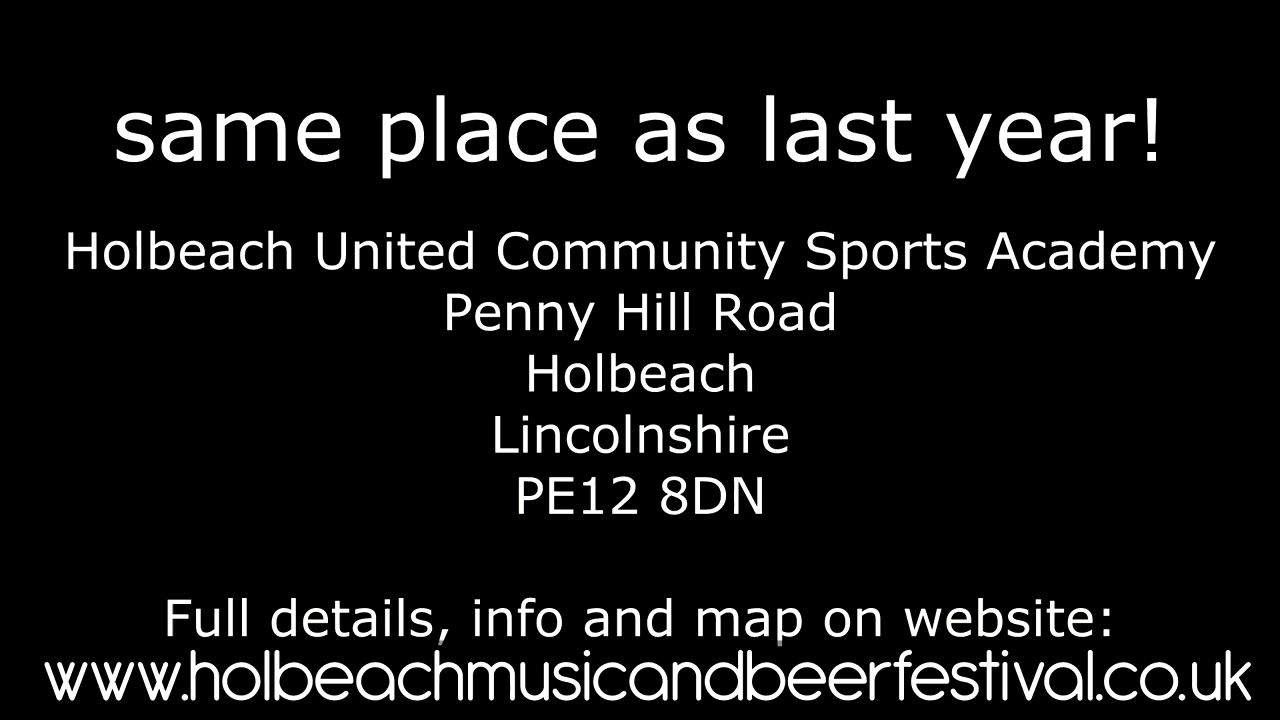 same place as last year!
Holbeach United Community Sports Academy
Penny Hill Road
Holbeach
Lincolnshire
PE12 8DN
Full details, info and map on website:
www.holbeachmusicandbeerfestival.co.uk